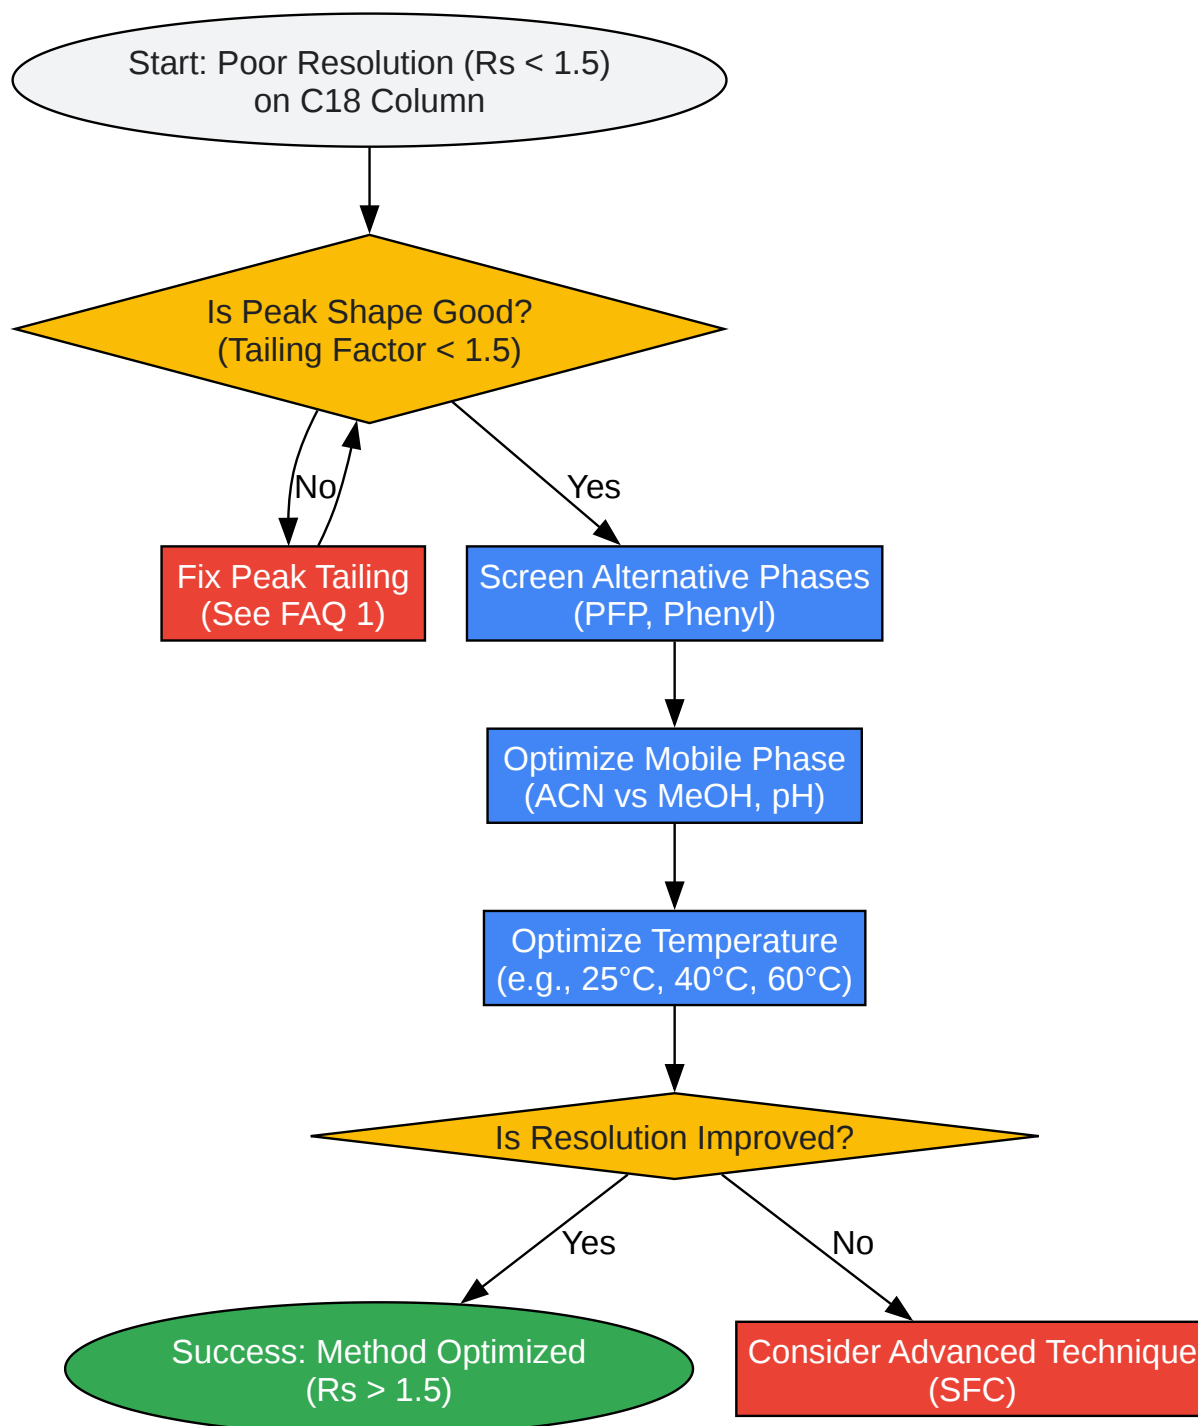 Start: Poor Resolution (Rs < 1.5)
on C18 Column
Is Peak Shape Good?
(Tailing Factor < 1.5)
No
Yes
Fix Peak Tailing
(See FAQ 1)
Screen Alternative Phases
(PFP, Phenyl)
Optimize Mobile Phase
(ACN vs MeOH, pH)
Optimize Temperature
(e.g., 25°C, 40°C, 60°C)
Is Resolution Improved?
Yes
No
Success: Method Optimized
(Rs > 1.5)
Consider Advanced Technique
(SFC)